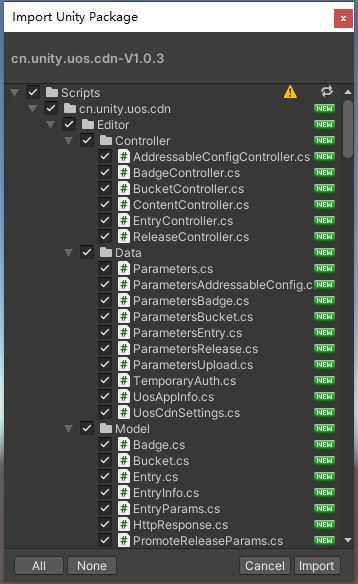 Import Unity Package
x
cn.unity.uos.cdn-V1.0.3
Scripts
cn.unity.uos.cdn NEW
Editor NEW
Controller NEW
# AddressableConfigController.cs NEW
# BadgeController.cs NEW
# BucketController.cs NEW
# ContentController.cs NEW
# EntryController.cs NEW
# ReleaseController.cs NEW
Data NEW
# Parameters.cs NEW
# ParametersAddressableConfig.c NEW
# ParametersBadge.cs NEW
# ParametersBucket.cs NEW
# ParametersEntry.cs NEW
# ParametersRelease.cs NEW
# ParametersUpload.cs NEW
# TemporaryAuth.cs NEW
# UosAppInfo.cs NEW
# UosCdnSettings.cs NEW
Model NEW
# Badge.cs NEW
# Bucket.cs NEW
# Entry.cs NEW
# EntryInfo.cs NEW
# EntryParams.cs NEW
# HttpResponse.cs NEW
# PromoteReleaseParams.cs NEW
All None Cancel Import